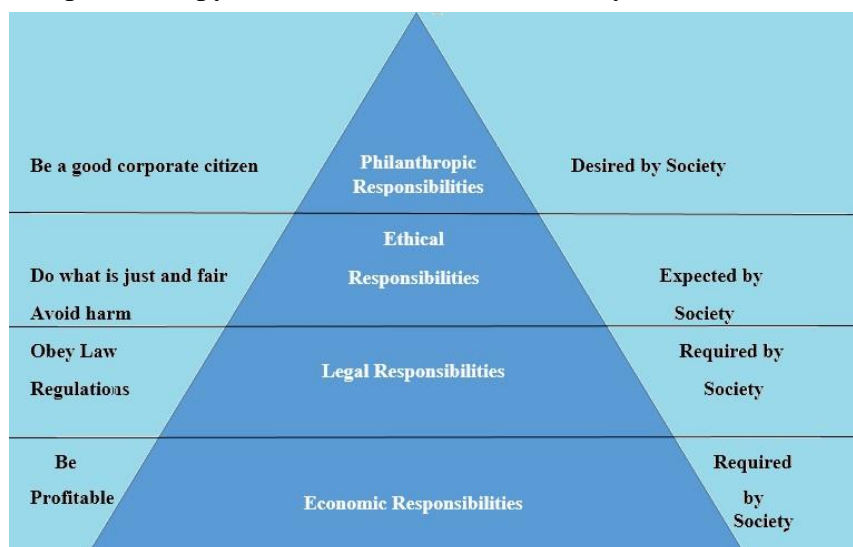 Be a good corporate citizen
Philanthropic
Responsibilities
Desired by Society
Ethical
Responsibilities
Do what is just and fair
Avoid harm
Expected by
Society
Obey Law
Regulations
Legal Responsibilities
Required by
Society
Be
Profitable
Economic Responsibilities
Required
by
Society